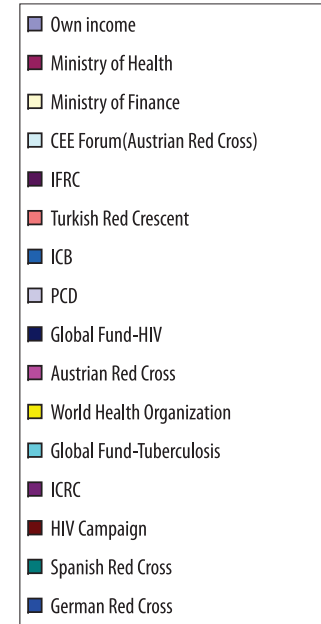 Own income
Ministry of Health
Ministry of Finance
CEE Forum(Austrian Red Cross)
IFRC
Turkish Red Crescent
ICB
PCD
Global Fund-HIV
Austrian Red Cross
World Health Organization
Global Fund-Tuberculosis
ICRC
HIV Campaign
Spanish Red Cross
German Red Cross